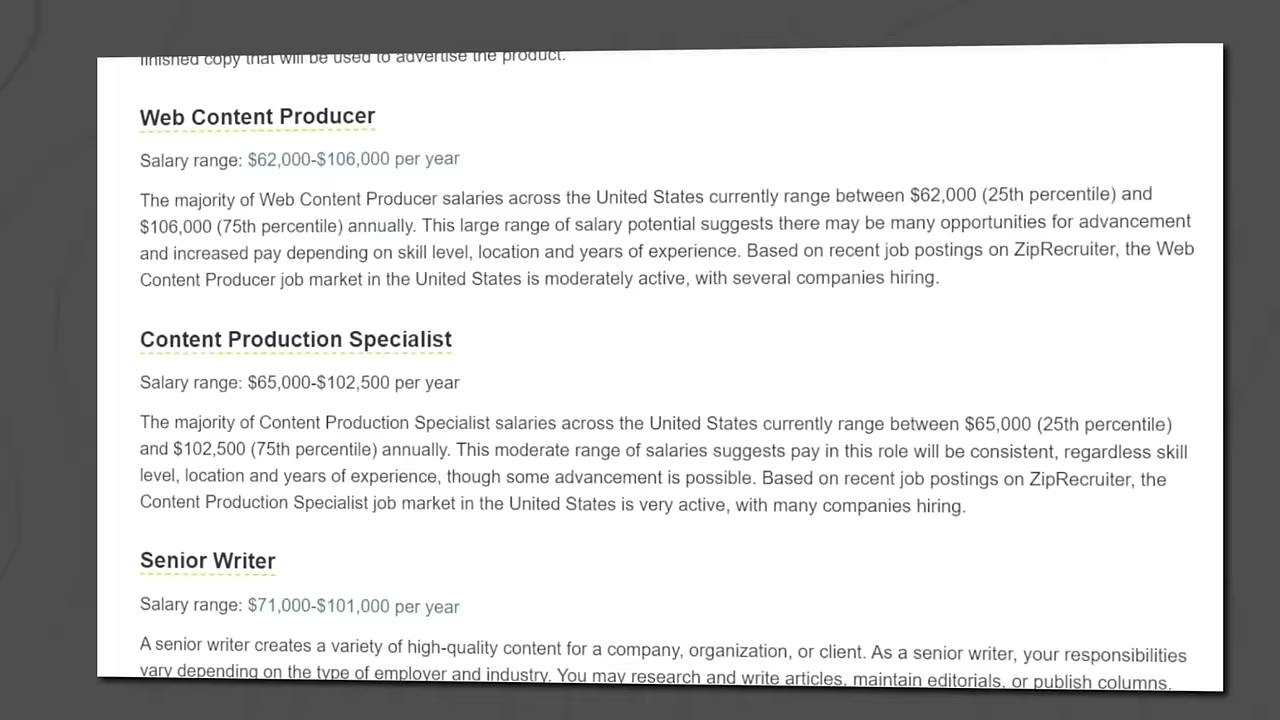 finished copy that will be used to advertise the product.
Web Content Producer
Salary range: $62,000-$106,000 per year
The majority of Web Content Producer salaries across the United States currently range between $62,000 (25th percentile) and
$106,000 (75th percentile) annually. This large range of salary potential suggests there may be many opportunities for advancement
and increased pay depending on skill level, location and years of experience. Based on recent job postings on ZipRecruiter, the Web
Content Producer job market in the United States is moderately active, with several companies hiring.
Content Production Specialist
Salary range: $65,000-$102,500 per year
The majority of Content Production Specialist salaries across the United States currently range between $65,000 (25th percentile)
and $102,500 (75th percentile) annually. This moderate range of salaries suggests pay in this role will be consistent, regardless skill
level, location and years of experience, though some advancement is possible. Based on recent job postings on ZipRecruiter, the
Content Production Specialist job market in the United States is very active, with many companies hiring.
Senior Writer
Salary range: $71,000-$101,000 per year
A senior writer creates a variety of high-quality content for a company, organization, or client. As a senior writer, your responsibilities
vary depending on the type of employer and industry. You may research and write articles, maintain editorials, or publish columns.